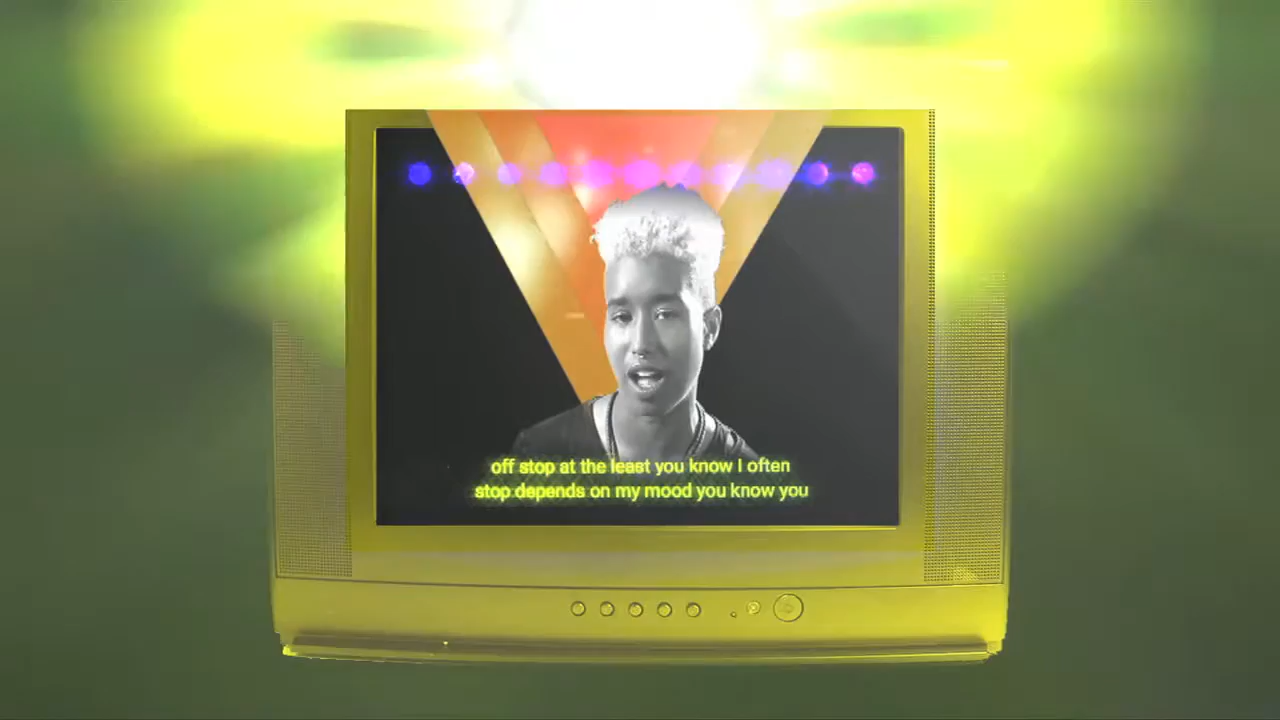 off stop at the least you know I often
stop depends on my mood you know you